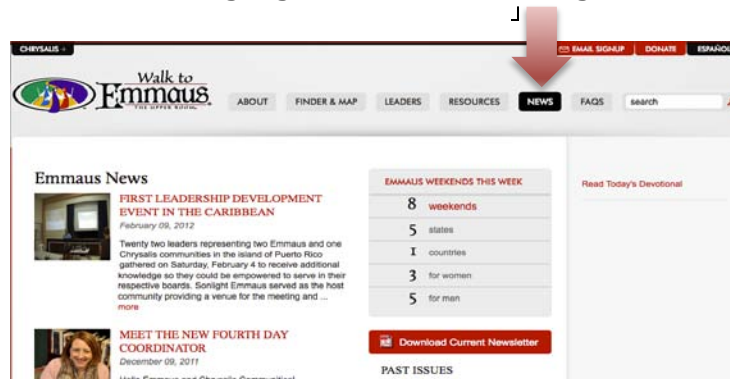 CHRYSALIS +
EMAIL SIGNUP
DONATE
ESPAÑOL
Walk to
Emmaus
THE UPPER ROOM
ABOUT
FINDER & MAP
LEADERS
RESOURCES
NEWS
FAQS
search
Emmaus News
FIRST LEADERSHIP DEVELOPMENT
EVENT IN THE CARIBBEAN
February 09, 2012
Twenty two leaders representing two Emmaus and one
Chrysalis communities in the island of Puerto Rico
gathered on Saturday, February 4 to receive additional
knowledge so they could be empowered to serve in their
respective boards. Sonlight Emmaus served as the host
community providing a venue for the meeting and ...
more
MEET THE NEW FOURTH DAY
COORDINATOR
December 09, 2011
Hello Emmaus and Chrysalis Communities!
EMMAUS WEEKENDS THIS WEEK
8 weekends
5 states
1 countries
3 for women
5 for men
Download Current Newsletter
PAST ISSUES
Read Today's Devotional